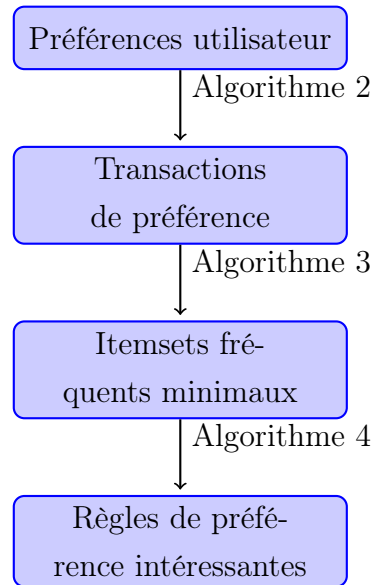 Préférences utilisateur
Algorithme 2
Transactions
de préférence
Algorithme 3
Itemsets fré-
quents minimaux
Algorithme 4
Règles de préfé-
rence intéressantes